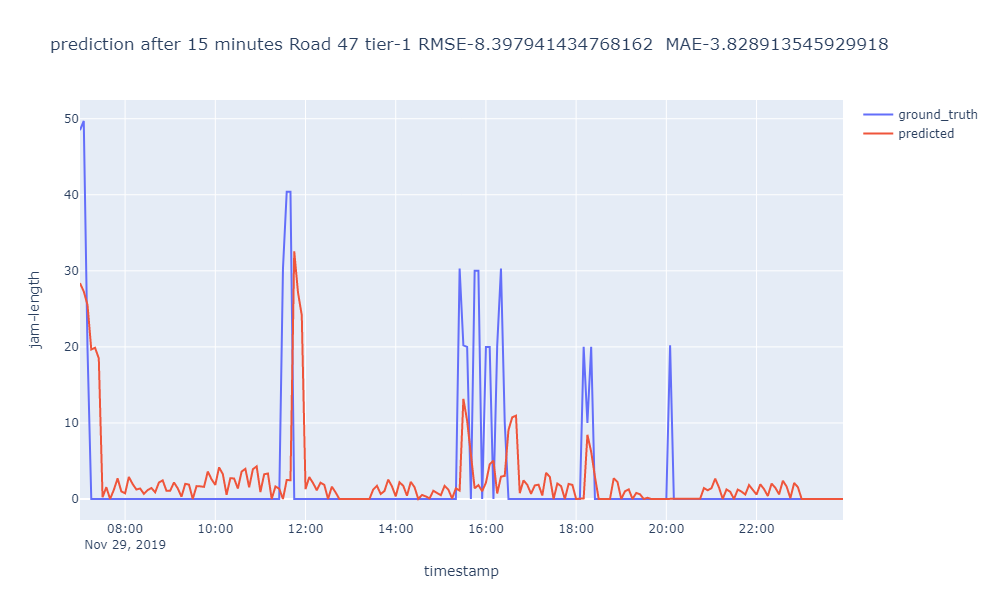 prediction after 15 minutes Road 47 tier-1 RMSE-8.397941434768162  MAE-3.828913545929918
ground_truth
predicted
50
40
30
20
10
0
jam-length
08:00 10:00 12:00 14:00 16:00 18:00 20:00 22:00
Nov 29, 2019
timestamp